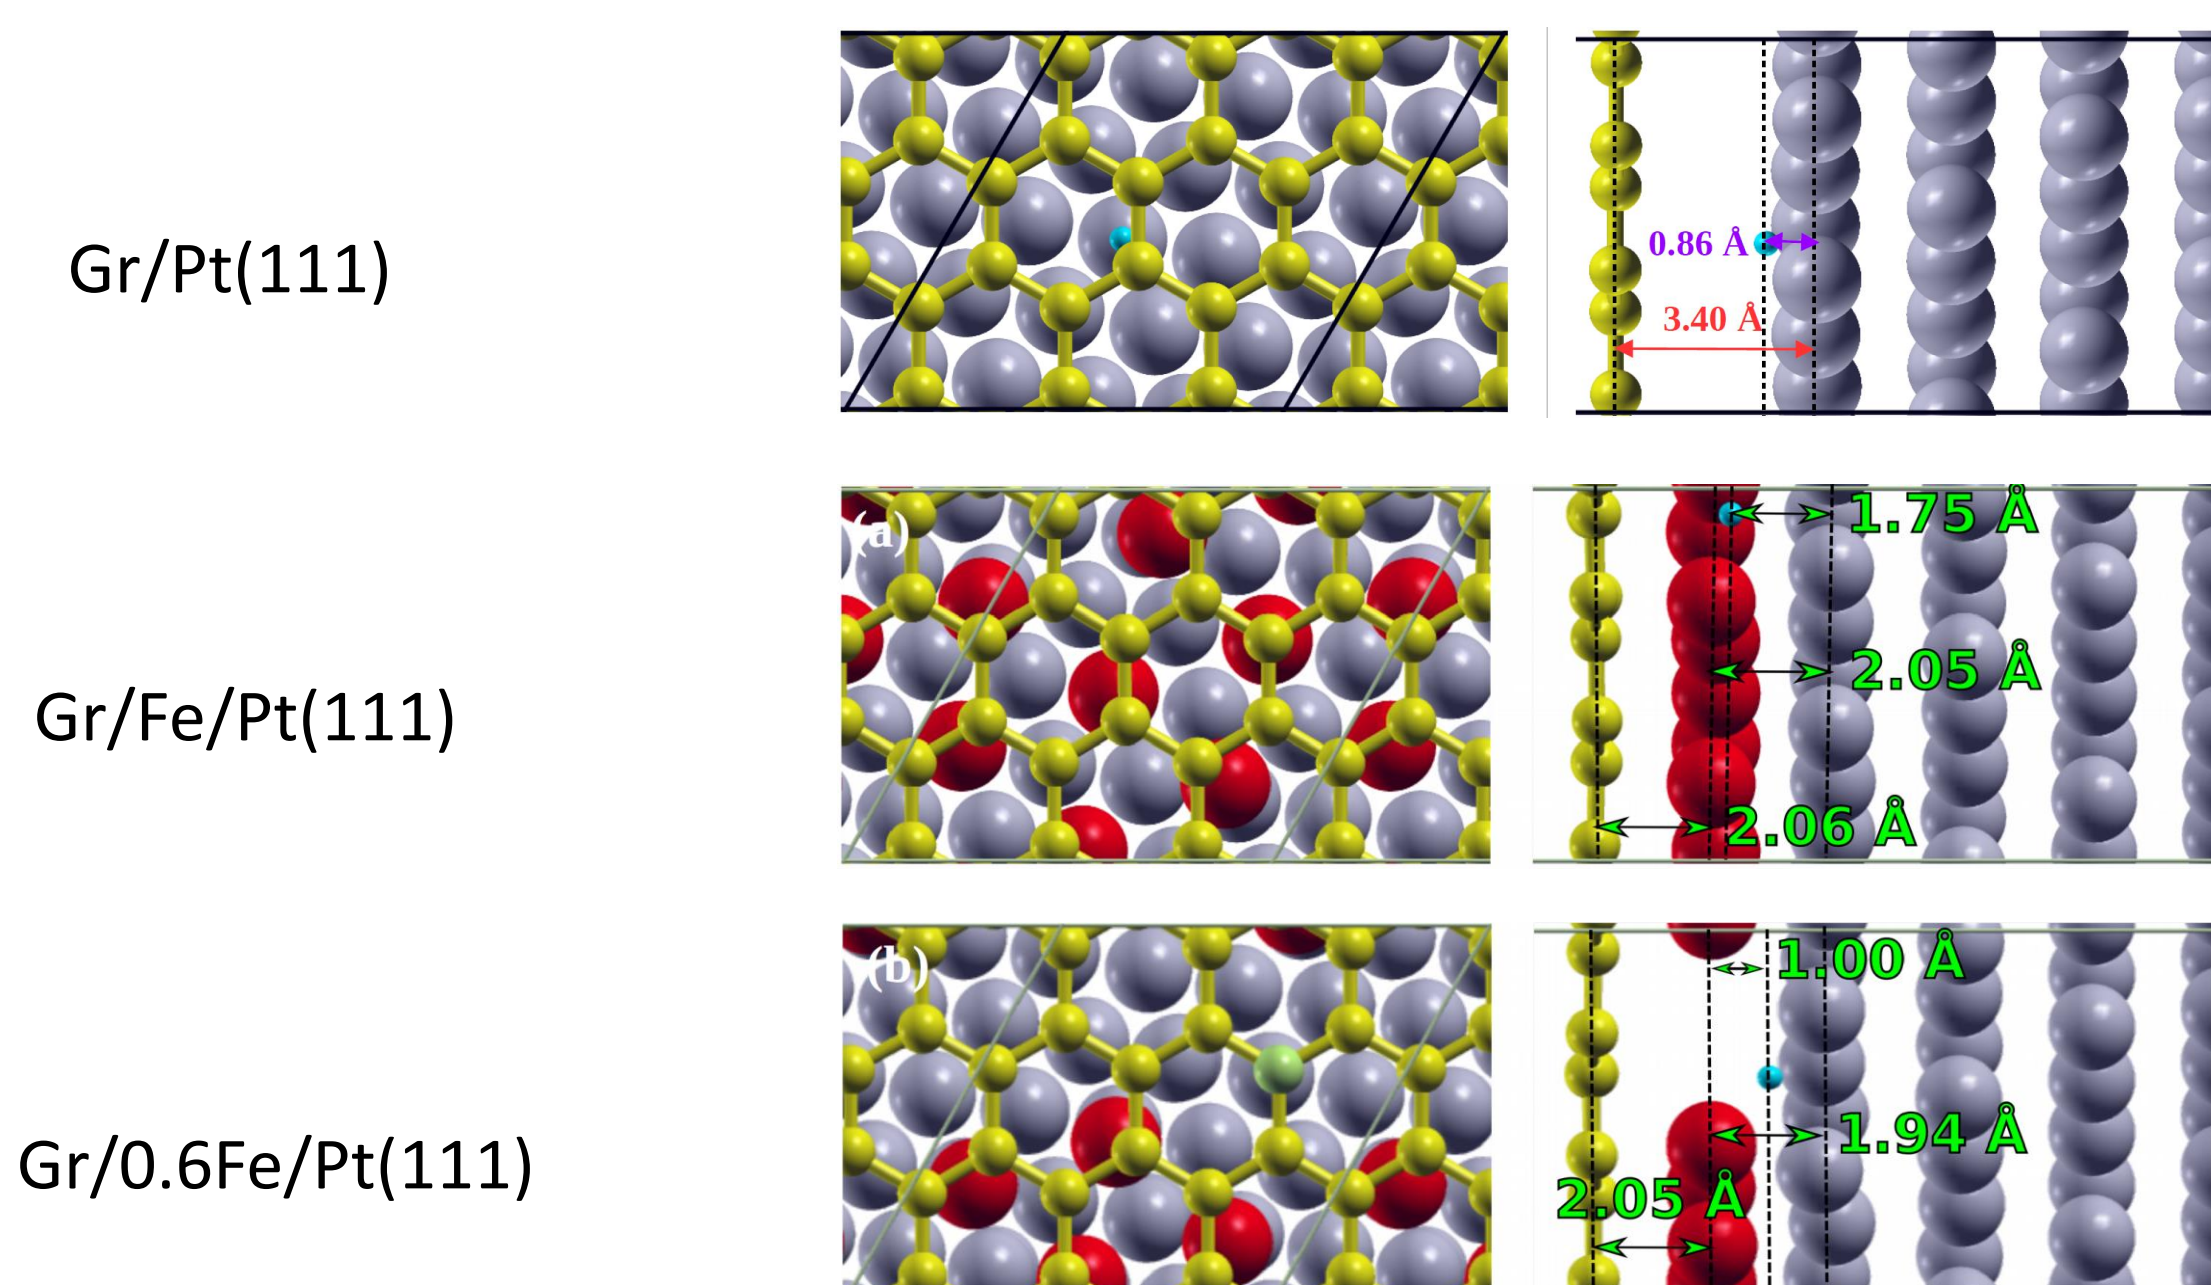 Gr/Pt(111)
0.86 Å
3.40 Å
(a)
1.75 Å
Gr/Fe/Pt(111)
2.05 Å
2.06 Å
(b)
1.00 Å
Gr/0.6Fe/Pt(111)
1.94 Å
2.05 Å